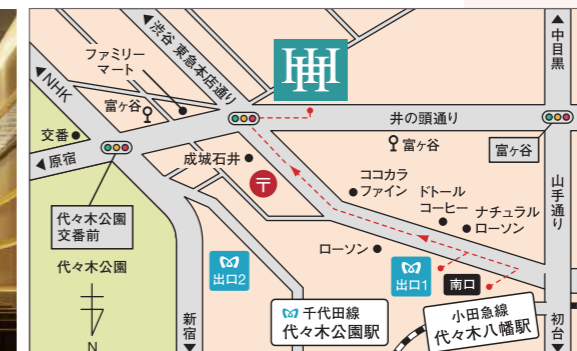 ▲渋谷 東急本店通り
ファミリー
マート
HH
▲中目黒
◀NHK
富ヶ谷
井の頭通り
交番
富ヶ谷
富ヶ谷
◀原宿
成城石井
〒
代々木公園
交番前
ココカラ
ファイン
ドトール
コーヒー
ナチュラル
ローソン
山手通り
代々木公園
ローソン
出口2
出口1
南口
千代田線
代々木公園駅
小田急線
代々木八幡駅
新宿▼
初台▼
N